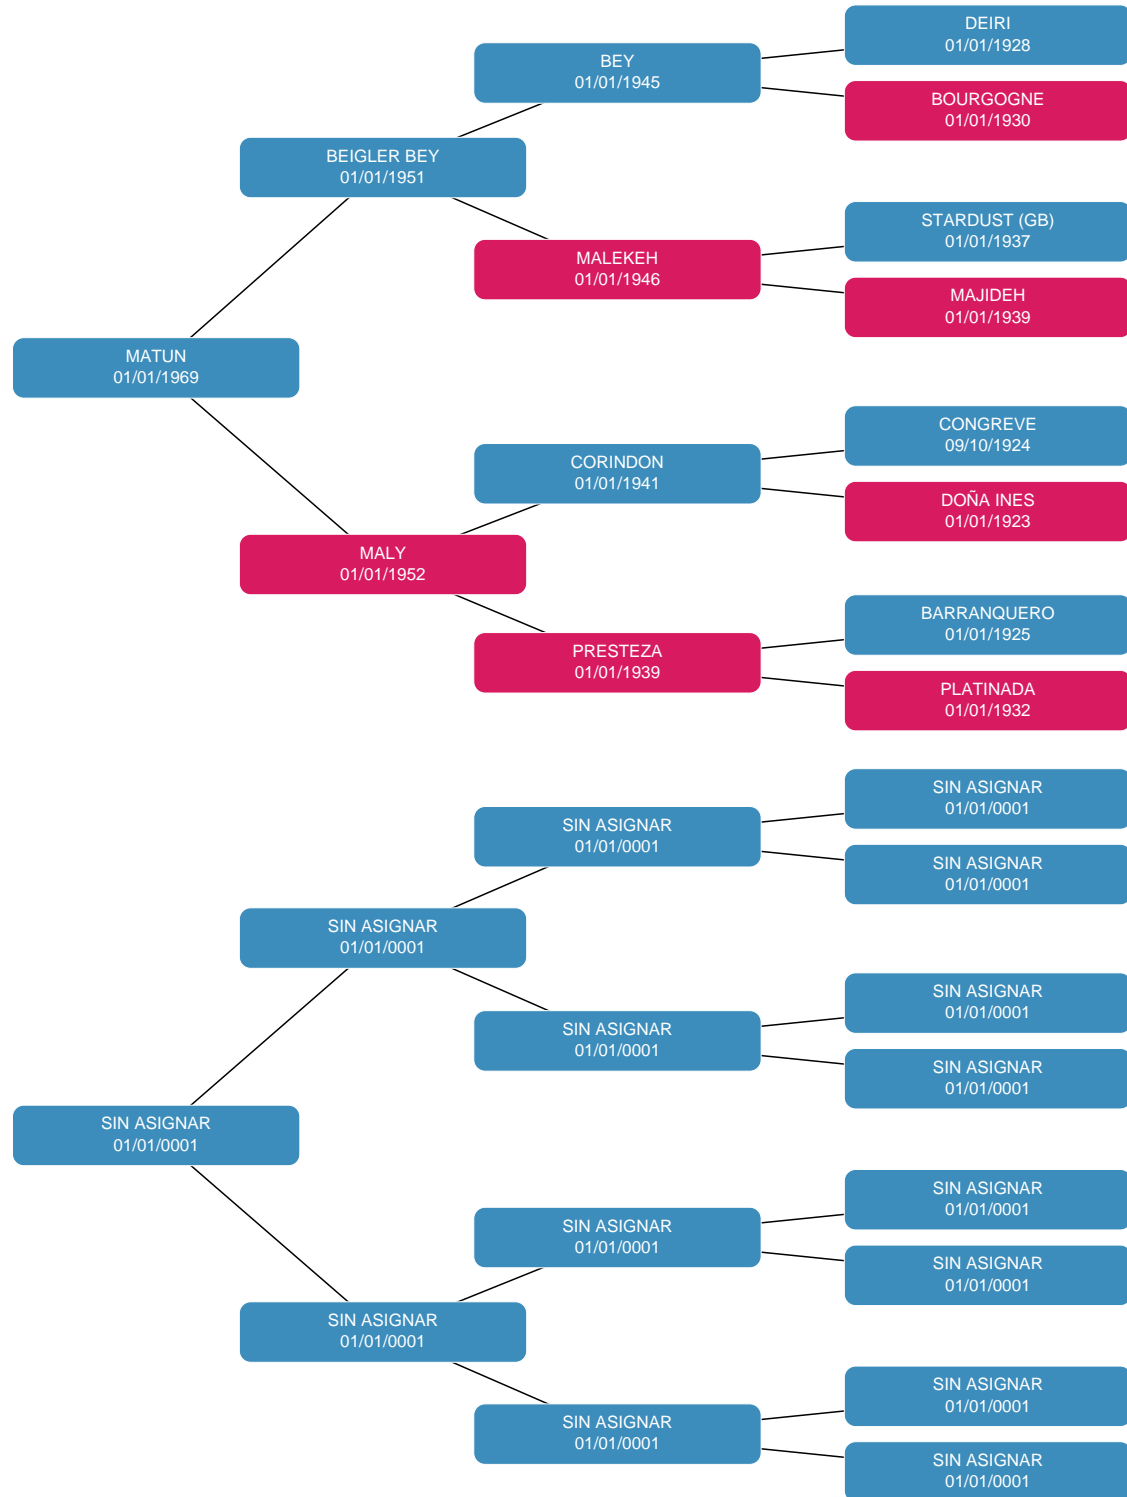 DEIRI
01/01/1928
BEY
01/01/1945
BOURGOGNE
01/01/1930
BEIGLER BEY
01/01/1951
STARDUST (GB)
01/01/1937
MALEKEH
01/01/1946
MAJIDEH
01/01/1939
MATUN
01/01/1969
CONGREVE
09/10/1924
CORINDON
01/01/1941
DOÑA INES
01/01/1923
MALY
01/01/1952
BARRANQUERO
01/01/1925
PRESTEZA
01/01/1939
PLATINADA
01/01/1932
SIN ASIGNAR
01/01/0001
SIN ASIGNAR
01/01/0001
SIN ASIGNAR
01/01/0001
SIN ASIGNAR
01/01/0001
SIN ASIGNAR
01/01/0001
SIN ASIGNAR
01/01/0001
SIN ASIGNAR
01/01/0001
SIN ASIGNAR
01/01/0001
SIN ASIGNAR
01/01/0001
SIN ASIGNAR
01/01/0001
SIN ASIGNAR
01/01/0001
SIN ASIGNAR
01/01/0001
SIN ASIGNAR
01/01/0001
SIN ASIGNAR
01/01/0001
SIN ASIGNAR
01/01/0001